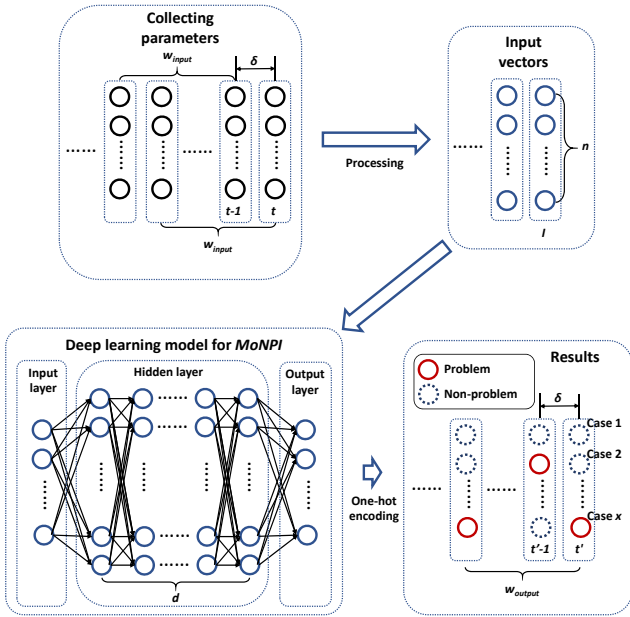 Collecting
parameters
w_input
δ
......
......
......
......
t-1
t
w_input
Processing
Input
vectors
......
......
n
I
Deep learning model for MoNPI
Input
layer
Hidden layer
Output
layer
......
......
......
......
......
......
......
......
d
One-hot
encoding
Results
Problem
Non-problem
δ
Case 1
Case 2
......
......
......
Case x
t'-1
t'
w_output